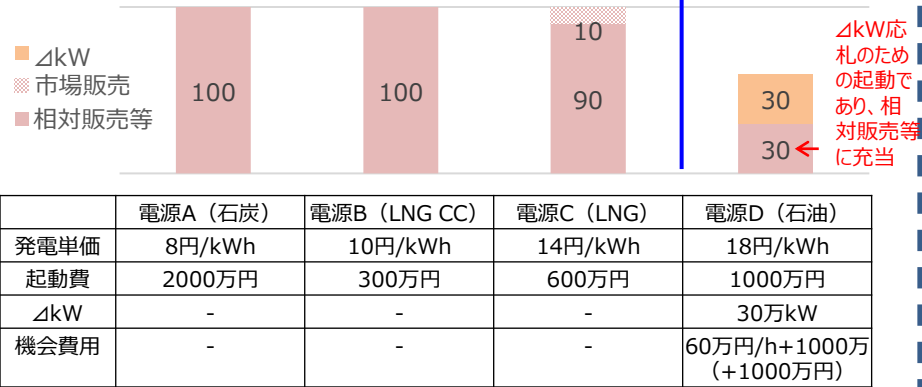 ⊿kW
市場販売
相対販売等
100
100
10
90
30
30
⊿kW応
札のため
の起動で
あり、相
対販売等
に充当
電源A（石炭） 電源B（LNG CC） 電源C（LNG） 電源D（石油）
発電単価 8円/kWh 10円/kWh 14円/kWh 18円/kWh
起動費 2000万円 300万円 600万円 1000万円
⊿kW - - - 30万kW
機会費用 - - - 60万円/h+1000万
（+1000万円）